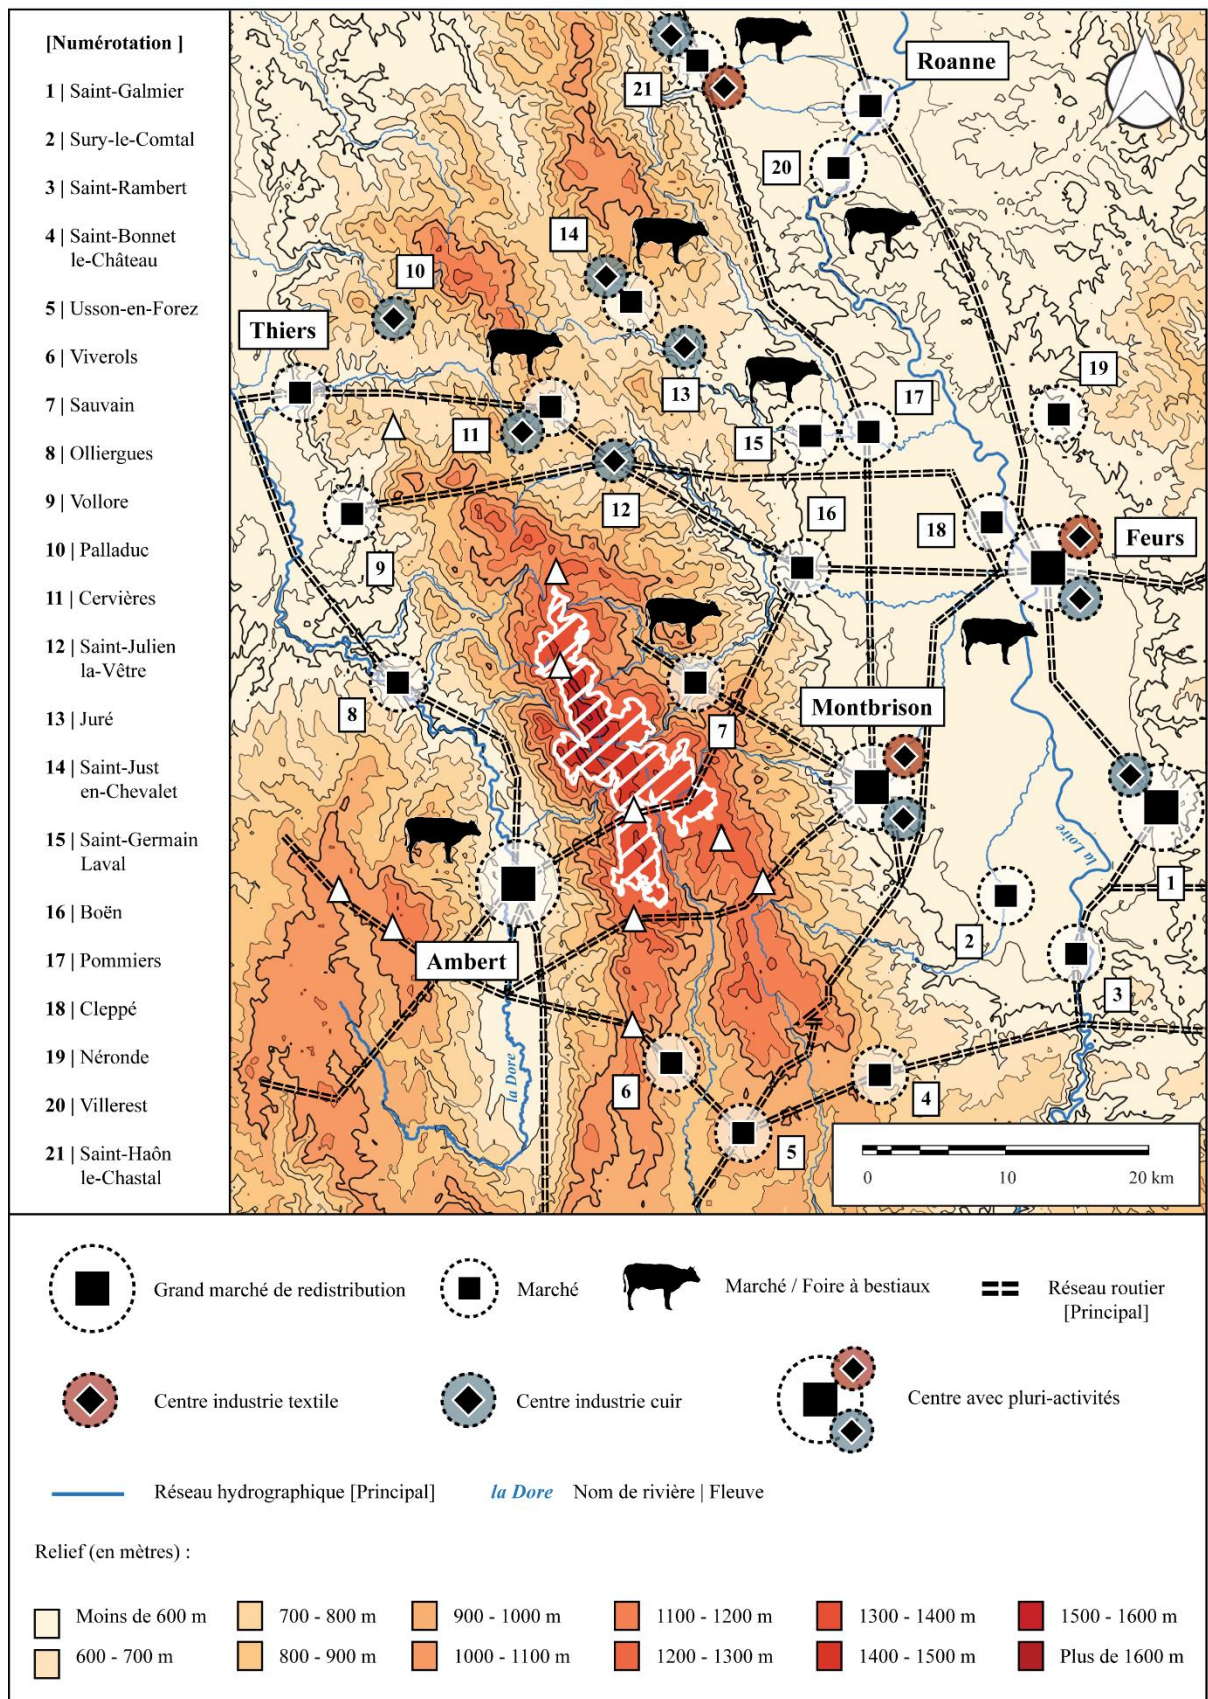 [Numérotation ]
1 | Saint-Galmier
2 | Sury-le-Comtal
3 | Saint-Rambert
4 | Saint-Bonnet
le-Château
5 | Usson-en-Forez
6 | Viverols
7 | Sauvain
8 | Olliergues
9 | Vollore
10 | Palladuc
11 | Cervières
12 | Saint-Julien
la-Vêtre
13 | Juré
14 | Saint-Just
en-Chevalet
15 | Saint-Germain
Laval
16 | Boën
17 | Pommiers
18 | Cleppé
19 | Néronde
20 | Villerest
21 | Saint-Haôn
le-Chastal
Roanne
21
20
14
10
Thiers
19
13
17
11
15
12
16
18
Feurs
9
8
7
Montbrison
la Loire
1
2
Ambert
3
la Dore
6
4
5
0 10 20 km
Grand marché de redistribution
Marché
Marché / Foire à bestiaux
Réseau routier
[Principal]
Centre industrie textile
Centre industrie cuir
Centre avec pluri-activités
Réseau hydrographique [Principal]
la Dore Nom de rivière | Fleuve
Relief (en mètres) :
Moins de 600 m 700 - 800 m 900 - 1000 m 1100 - 1200 m 1300 - 1400 m 1500 - 1600 m
600 - 700 m 800 - 900 m 1000 - 1100 m 1200 - 1300 m 1400 - 1500 m Plus de 1600 m